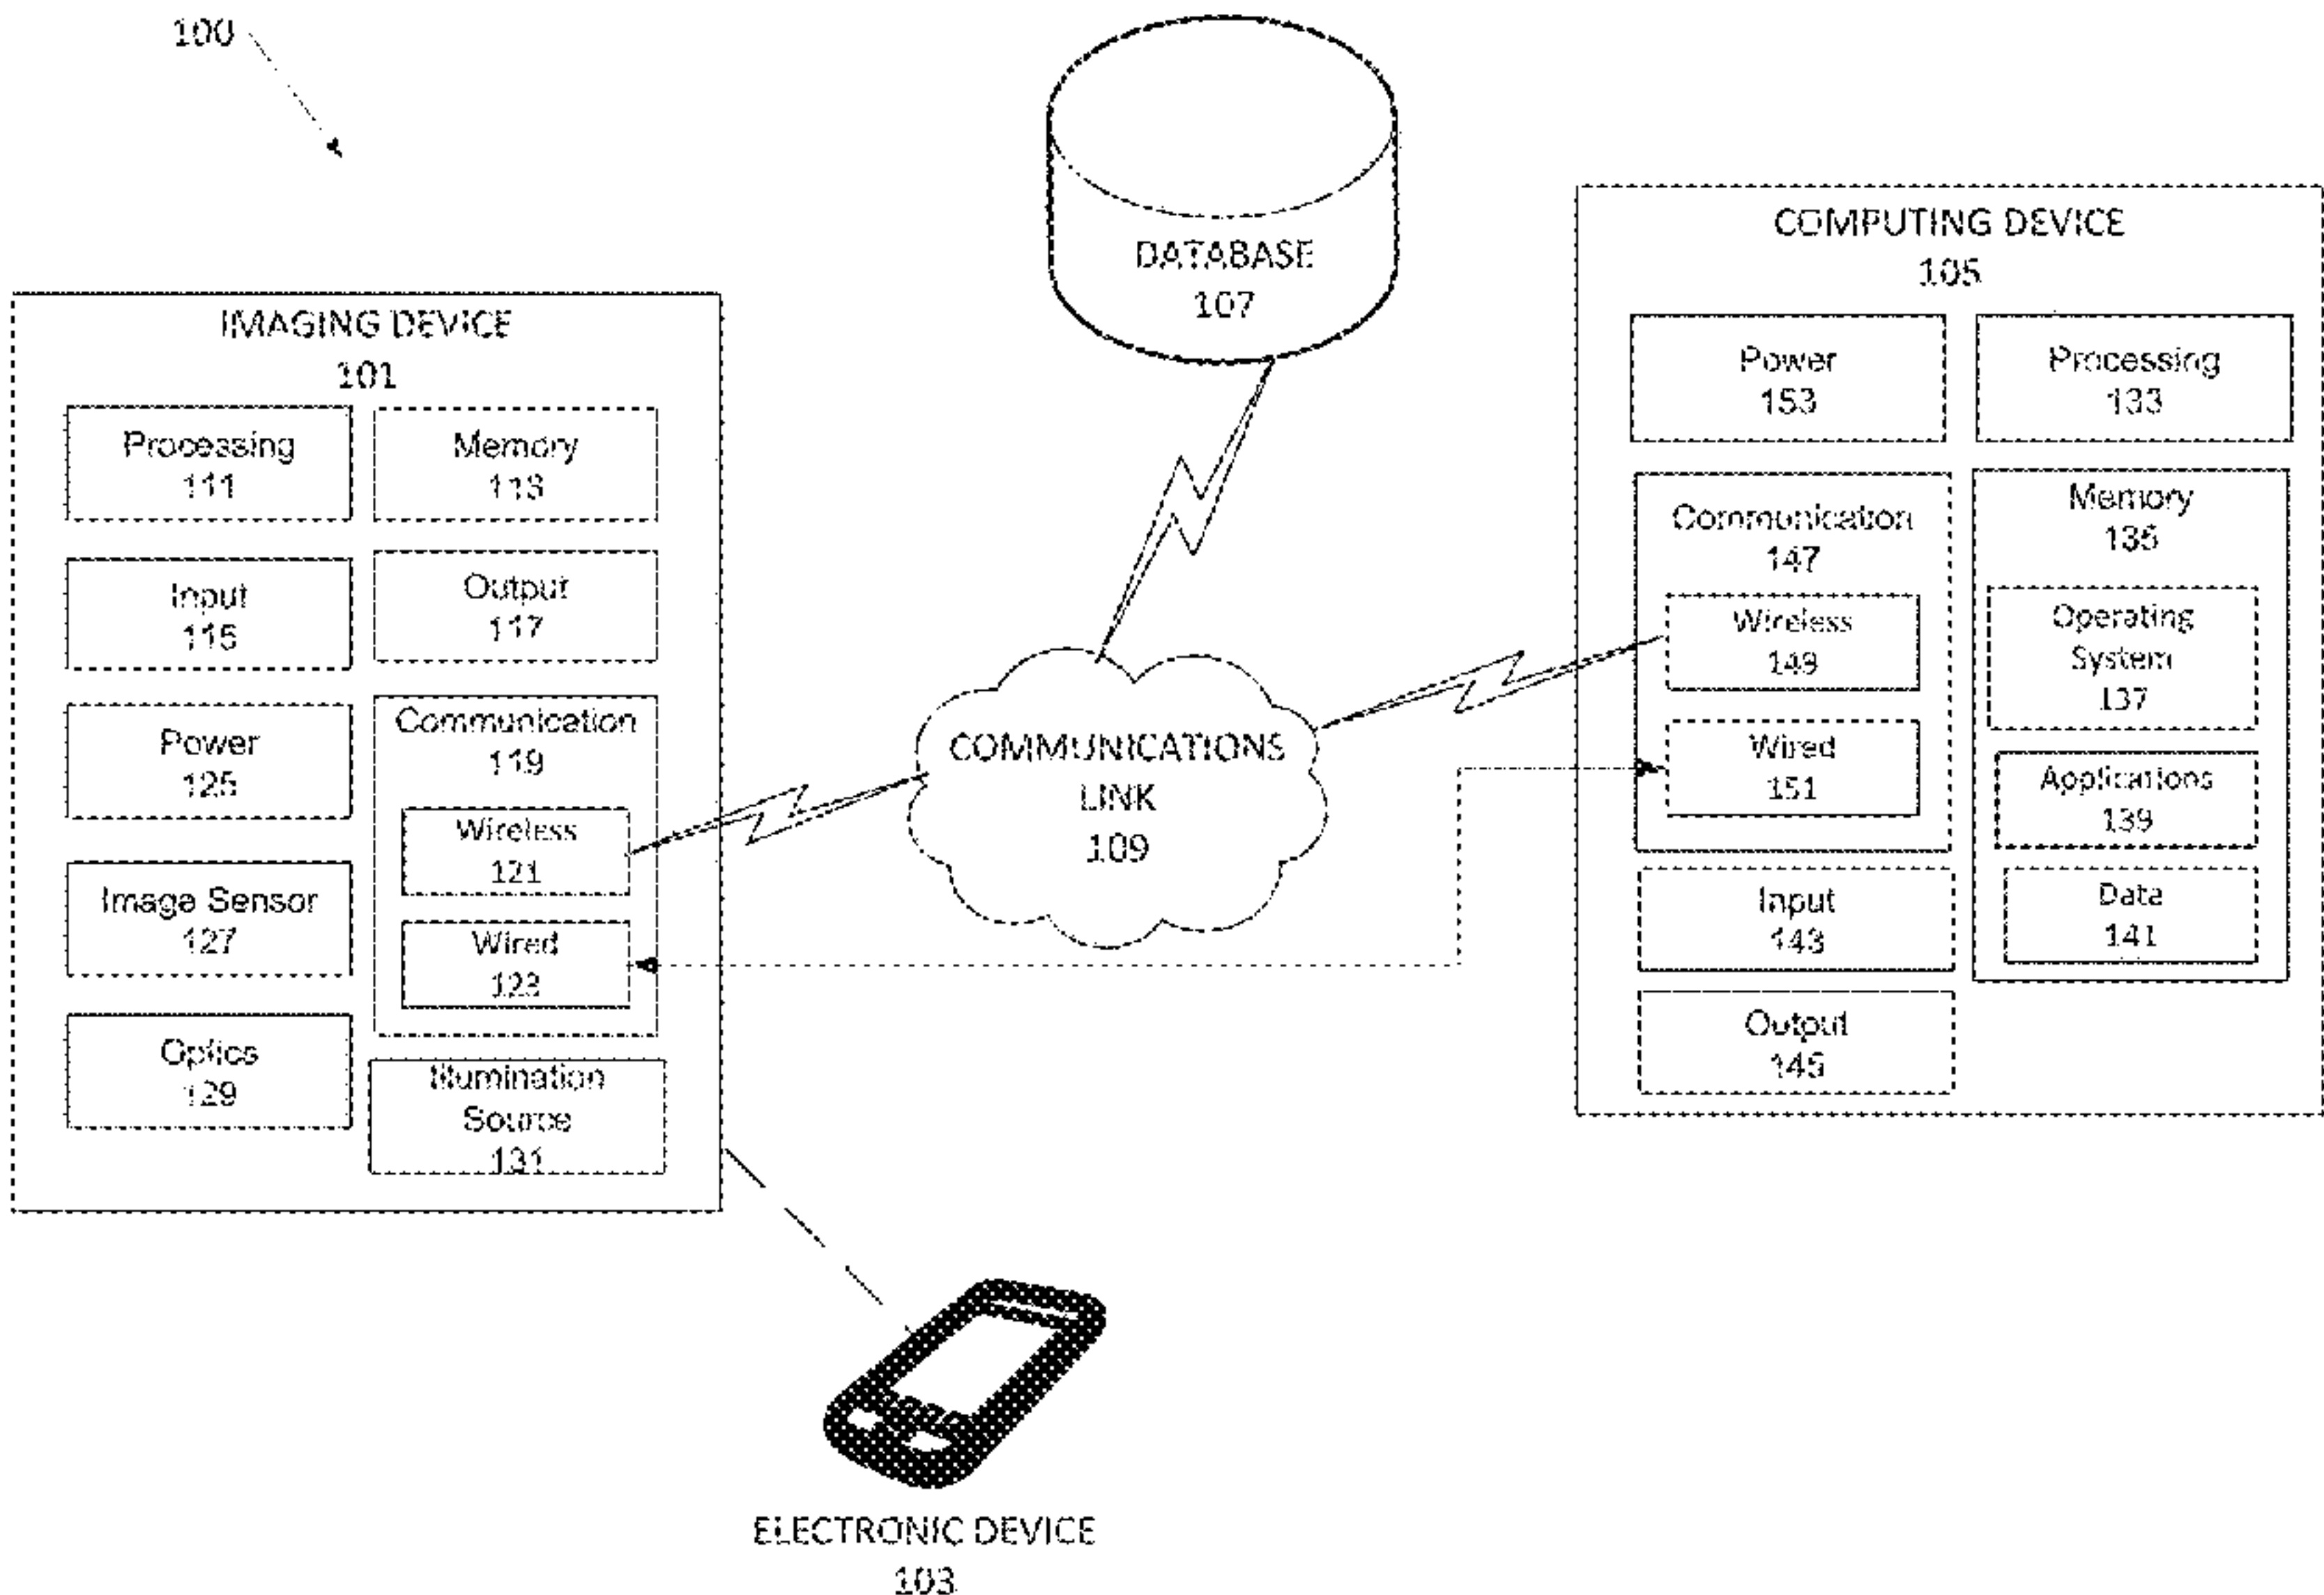 100
DATABASE
107
IMAGING DEVICE
101
Processing
111
Memory
113
Input
115
Output
117
Power
125
Communication
119
Wireless
121
Wired
123
Image Sensor
127
Optics
129
Illumination
Source
131
COMMUNICATIONS
LINK
109
COMPUTING DEVICE
105
Power
153
Processing
133
Communication
147
Wireless
149
Wired
151
Memory
135
Operating
System
137
Applications
139
Data
141
Input
143
Output
145
ELECTRONIC DEVICE
103